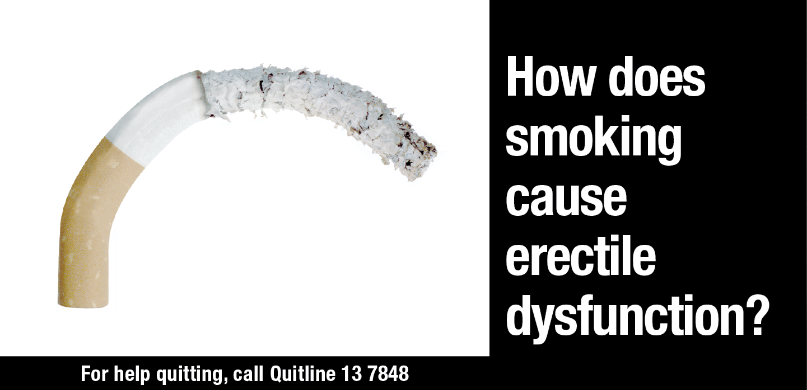 How does
smoking
cause
erectile
dysfunction?
For help quitting, call Quitline 13 7848